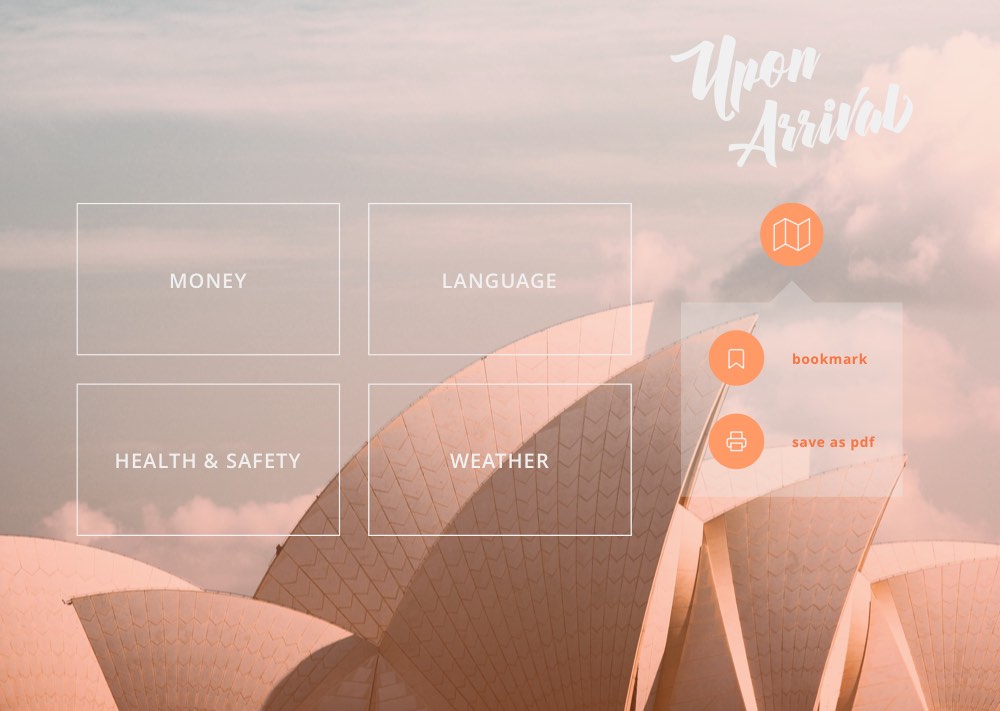 Upon
Arrival
MONEY
LANGUAGE
HEALTH & SAFETY
WEATHER
bookmark
save as pdf